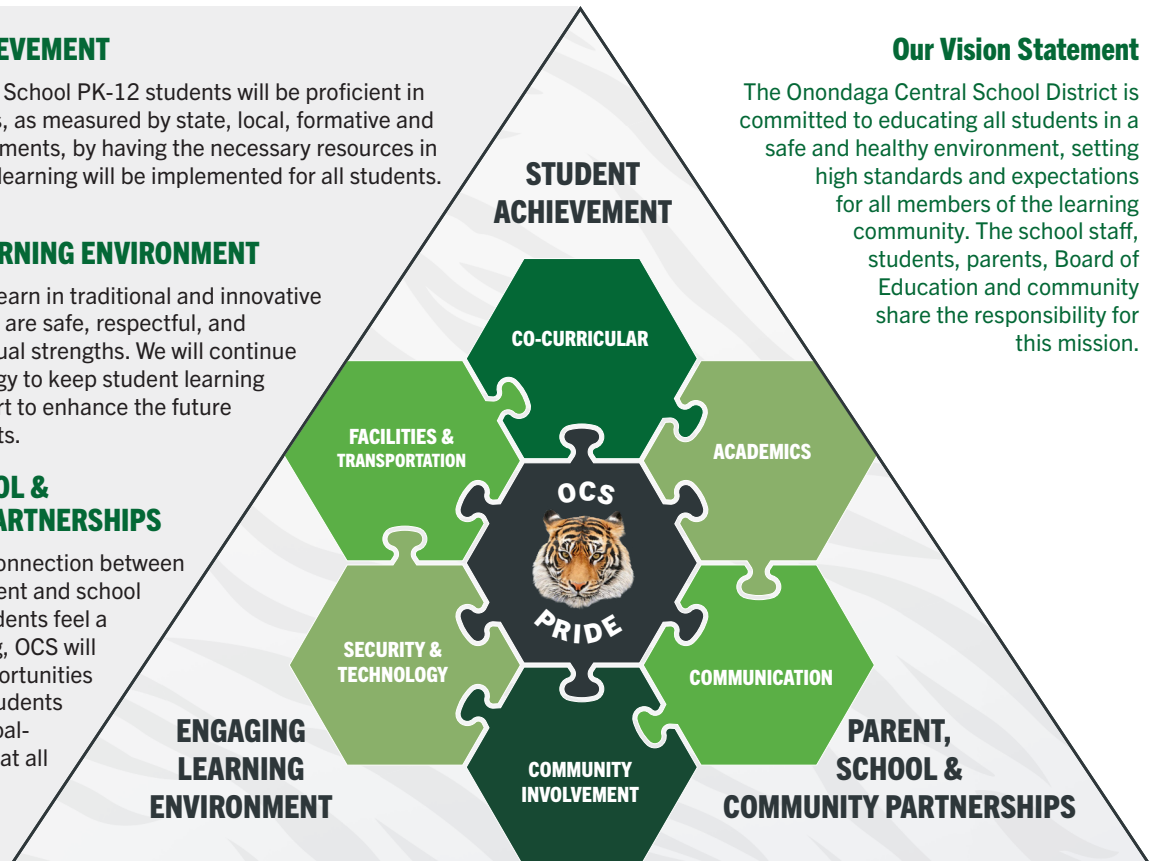 EVEMENT
School PK-12 students will be proficient in
, as measured by state, local, formative and
ments, by having the necessary resources in
learning will be implemented for all students.
RNING ENVIRONMENT
earn in traditional and innovative
are safe, respectful, and
ual strengths. We will continue
gy to keep student learning
rt to enhance the future
ts.
OL &
ARTNERSHIPS
onnection between
ent and school
dents feel a
, OCS will
ortunities
udents
oal-
at all
Our Vision Statement
The Onondaga Central School District is
committed to educating all students in a
safe and healthy environment, setting
high standards and expectations
for all members of the learning
community. The school staff,
students, parents, Board of
Education and community
share the responsibility for
this mission.
STUDENT
ACHIEVEMENT
CO-CURRICULAR
FACILITIES &
TRANSPORTATION
ACADEMICS
OCS
PRIDE
SECURITY &
TECHNOLOGY
COMMUNICATION
COMMUNITY
INVOLVEMENT
ENGAGING
LEARNING
ENVIRONMENT
PARENT,
SCHOOL &
COMMUNITY PARTNERSHIPS